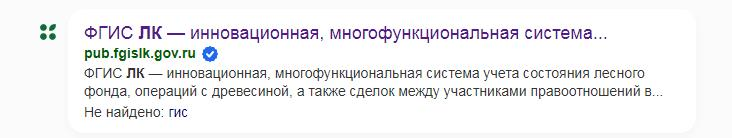 ФГИС ЛК — инновационная, многофункциональная система...
pub.fgislk.gov.ru
ФГИС ЛК — инновационная, многофункциональная система учета состояния лесного
фонда, операций с древесиной, а также сделок между участниками правоотношений в...
Не найдено: гис